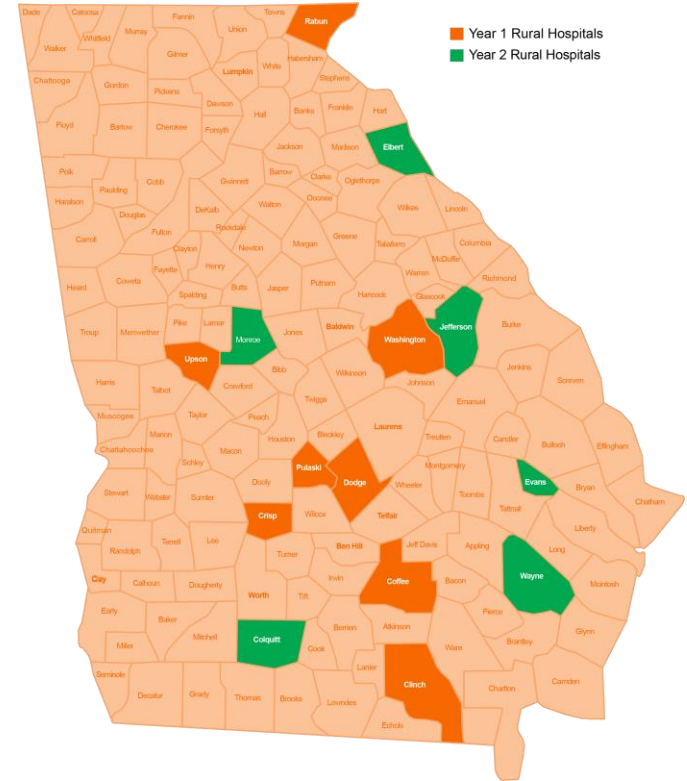 Dade
Catoosa
Fannin
Towns
Rabun
Union
Murray
Whitfield
Walker
Gilmer
Habersham
White
Lumpkin
Stephens
Chattooga
Gordon
Pickens
Dawson
Banks
Franklin
Hart
Hall
Floyd
Bartow
Cherokee
Forsyth
Jackson
Madison
Elbert
Polk
Paulding
Cobb
Gwinnett
Barrow
Clarke
Oglethorpe
Oconee
Haralson
Douglas
DeKalb
Walton
Wilkes
Lincoln
Fulton
Rockdale
Carroll
Clayton
Newton
Morgan
Greene
Taliaferro
Columbia
McDuffer
Fayette
Henry
Warren
Richmond
Heard
Coweta
Spalding
Butts
Jasper
Putnam
Hancock
Glascock
Troup
Meriwether
Pike
Lamar
Monroe
Jones
Baldwin
Washington
Jefferson
Burke
Upson
Bibb
Wilkinson
Johnson
Jenkins
Screven
Harris
Talbot
Crawford
Twiggs
Emanuel
Muscogee
Taylor
Peach
Laurens
Chattahoochee
Marion
Houston
Bleckley
Treutlen
Candler
Bulloch
Effingham
Schley
Macon
Pulaski
Dodge
Montgomery
Wheeler
Toombs
Evans
Bryan
Chatham
Stewart
Webster
Sumter
Dooly
Crisp
Wilcox
Telfair
Tattnall
Liberty
Quitman
Randolph
Terrell
Lee
Turner
Ben Hill
Jeff Davis
Appling
Long
Wayne
McIntosh
Clay
Calhoun
Dougherty
Worth
Tift
Irwin
Coffee
Bacon
Early
Baker
Mitchell
Colquitt
Berrien
Atkinson
Pierce
Glynn
Miller
Cook
Ware
Brantley
Seminole
Lanier
Clinch
Charlton
Camden
Decatur
Grady
Thomas
Brooks
Lowndes
Echols
Year 1 Rural Hospitals
Year 2 Rural Hospitals